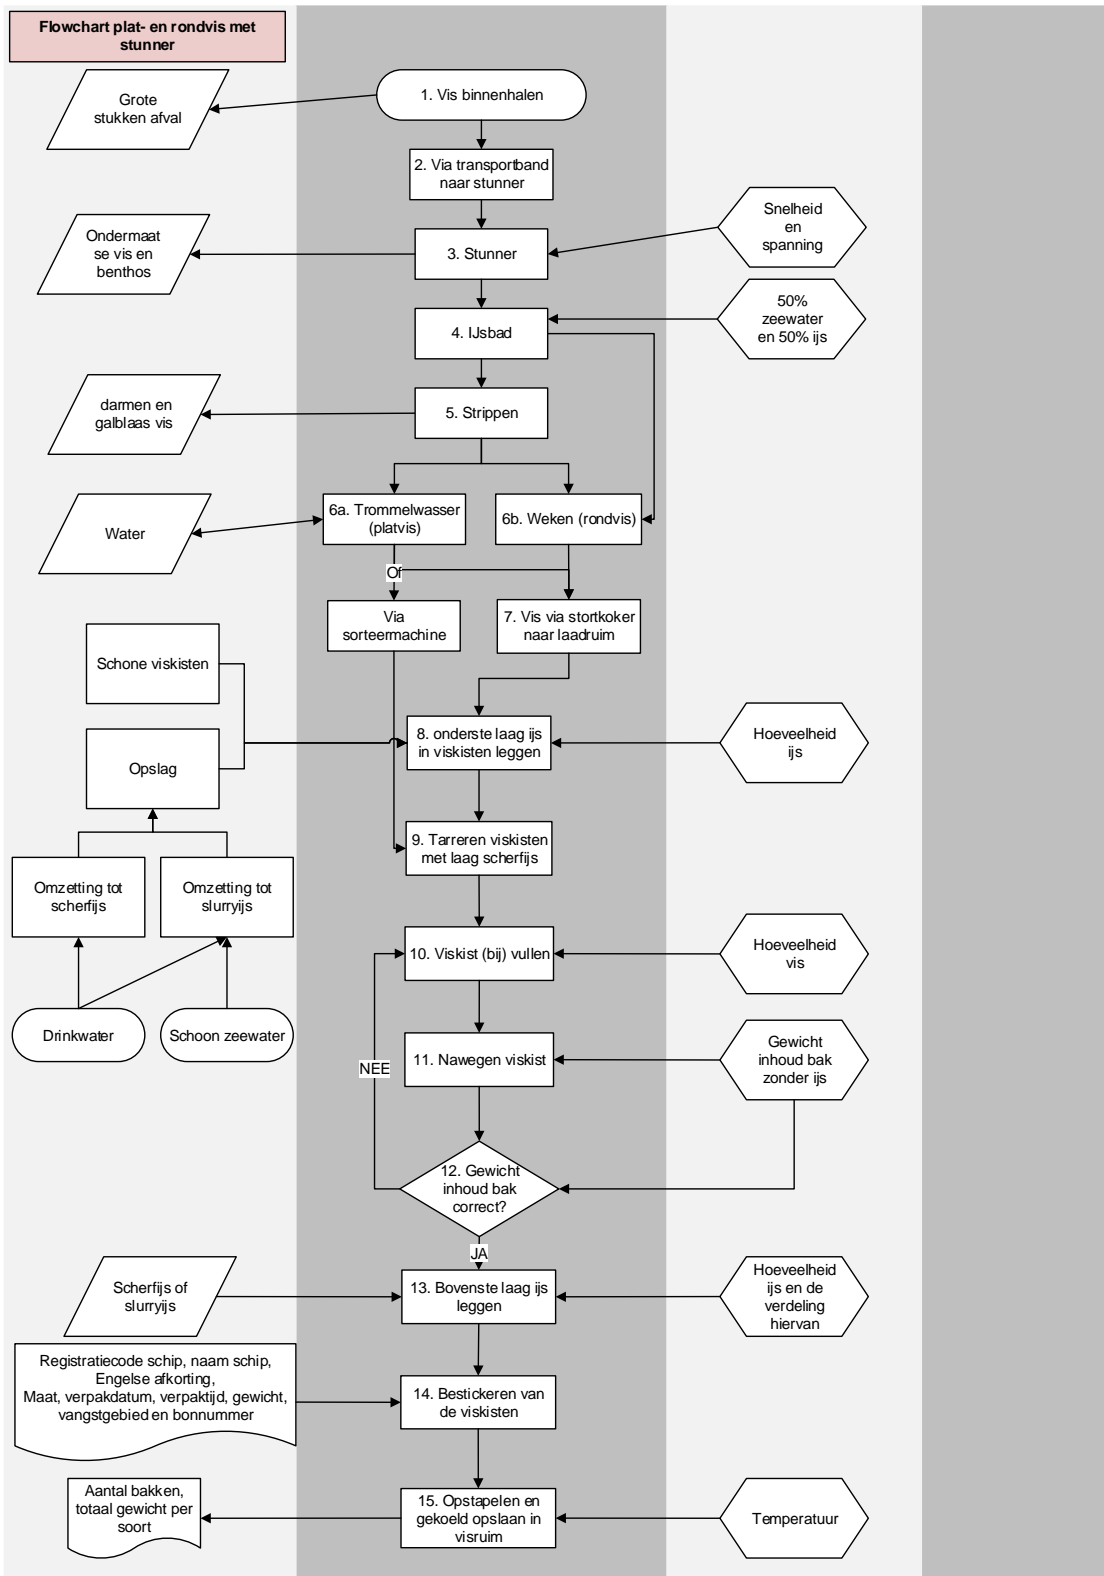 Flowchart plat- en rondvis met
stunner
Grote
stukken afval
1. Vis binnenhalen
2. Via transportband
naar stunner
Snelheid
en
spanning
Ondermaat
se vis en
benthos
3. Stunner
50%
zeewater
en 50% ijs
4. IJsbad
darmen en
galblaas vis
5. Strippen
Water
6a. Trommelwasser
(platvis)
6b. Weken (rondvis)
Of
Via
sorteermachine
7. Vis via stortkoker
naar laadruim
Schone viskisten
8. onderste laag ijs
in viskisten leggen
Hoeveelheid
ijs
Opslag
9. Tarreren viskisten
met laag scherfijs
Omzetting tot
scherfijs
Omzetting tot
slurryijs
10. Viskist (bij) vullen
Hoeveelheid
vis
Drinkwater
Schoon zeewater
11. Nawegen viskist
Gewicht
inhoud bak
zonder ijs
NEE
12. Gewicht
inhoud bak
correct?
JA
Scherfijs of
slurryijs
13. Bovenste laag ijs
leggen
Hoeveelheid
ijs en de
verdeling
hiervan
Registratiecode schip, naam schip,
Engelse afkorting,
Maat, verpakdatum, verpaktijd, gewicht,
vangstgebied en bonnummer
14. Bestickeren van
de viskisten
Aantal bakken,
totaal gewicht per
soort
15. Opstapelen en
gekoeld opslaan in
visruim
Temperatuur